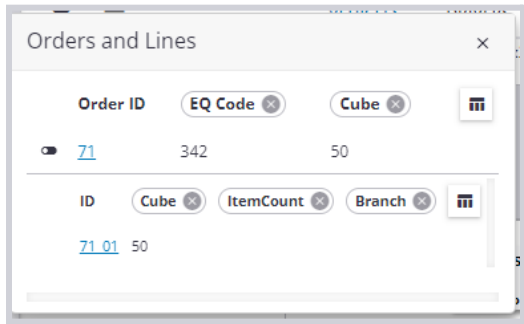 Orders and Lines
Order ID EQ Code Cube
71 342 50
ID Cube ItemCount Branch
71_01 50